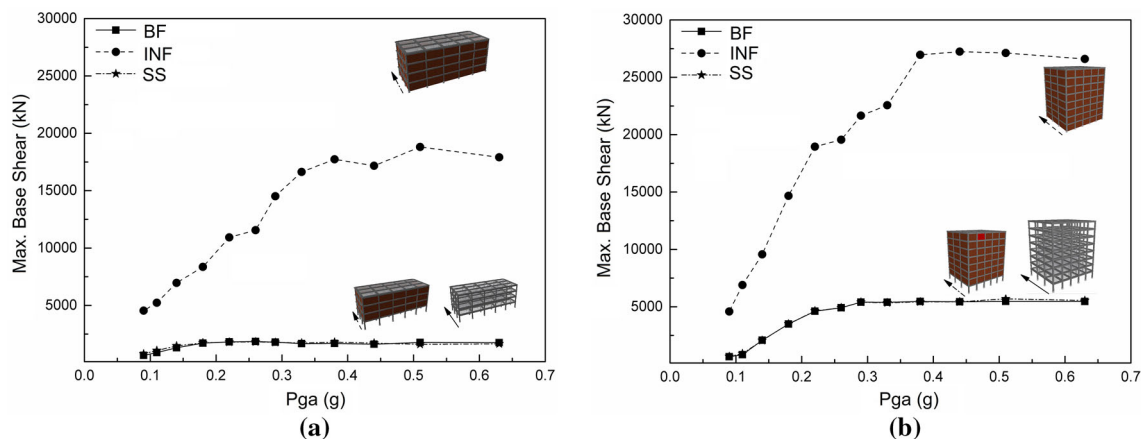 30000
25000
20000
15000
10000
5000
Max. Base Shear (kN)
BF
INF
SS
0.0 0.1 0.2 0.3 0.4 0.5 0.6 0.7
Pga (g)
(a)
30000
25000
20000
15000
10000
5000
0
Max. Base Shear (kN)
BF
INF
SS
0.0 0.1 0.2 0.3 0.4 0.5 0.6 0.7
Pga (g)
(b)